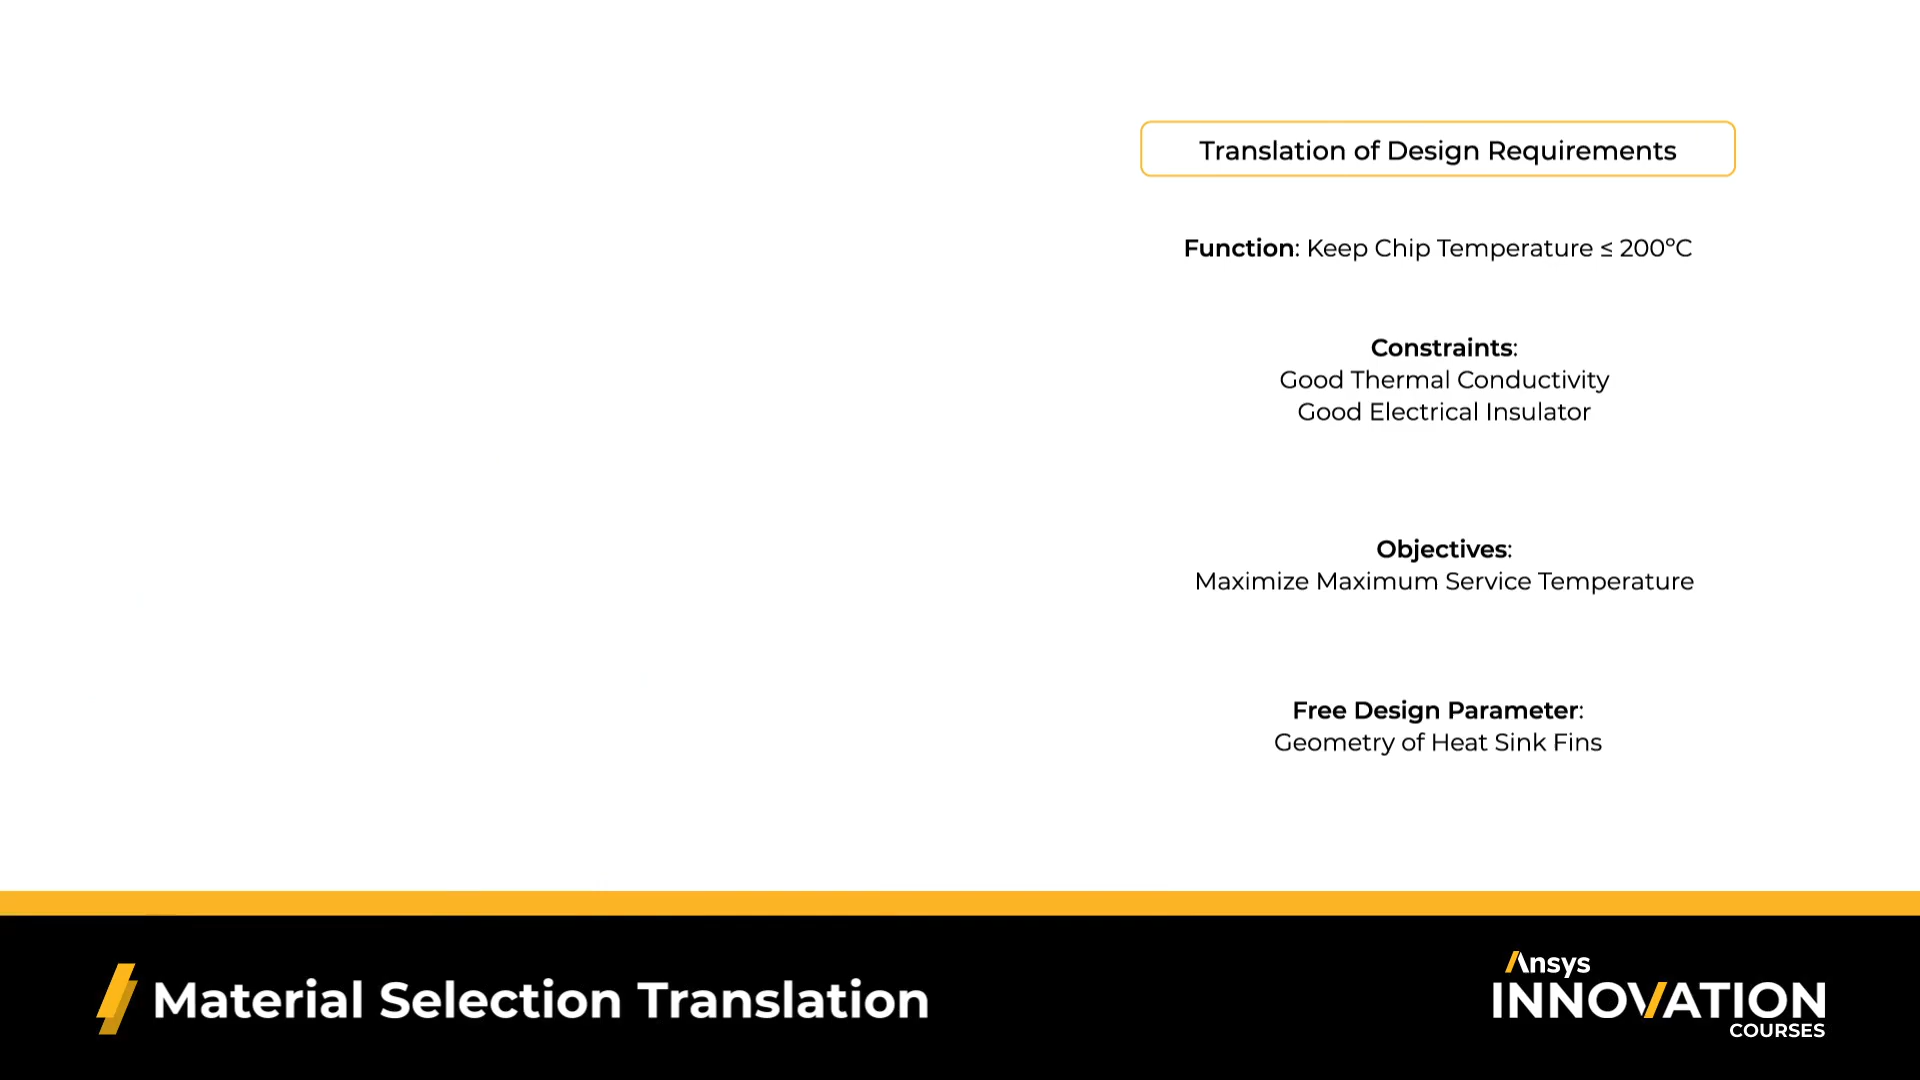 Translation of Design Requirements
Function: Keep Chip Temperature ≤ 200°C
Constraints:
Good Thermal Conductivity
Good Electrical Insulator
Objectives:
Maximize Maximum Service Temperature
Free Design Parameter:
Geometry of Heat Sink Fins
Material Selection Translation
Ansys
INNOVATION
COURSES